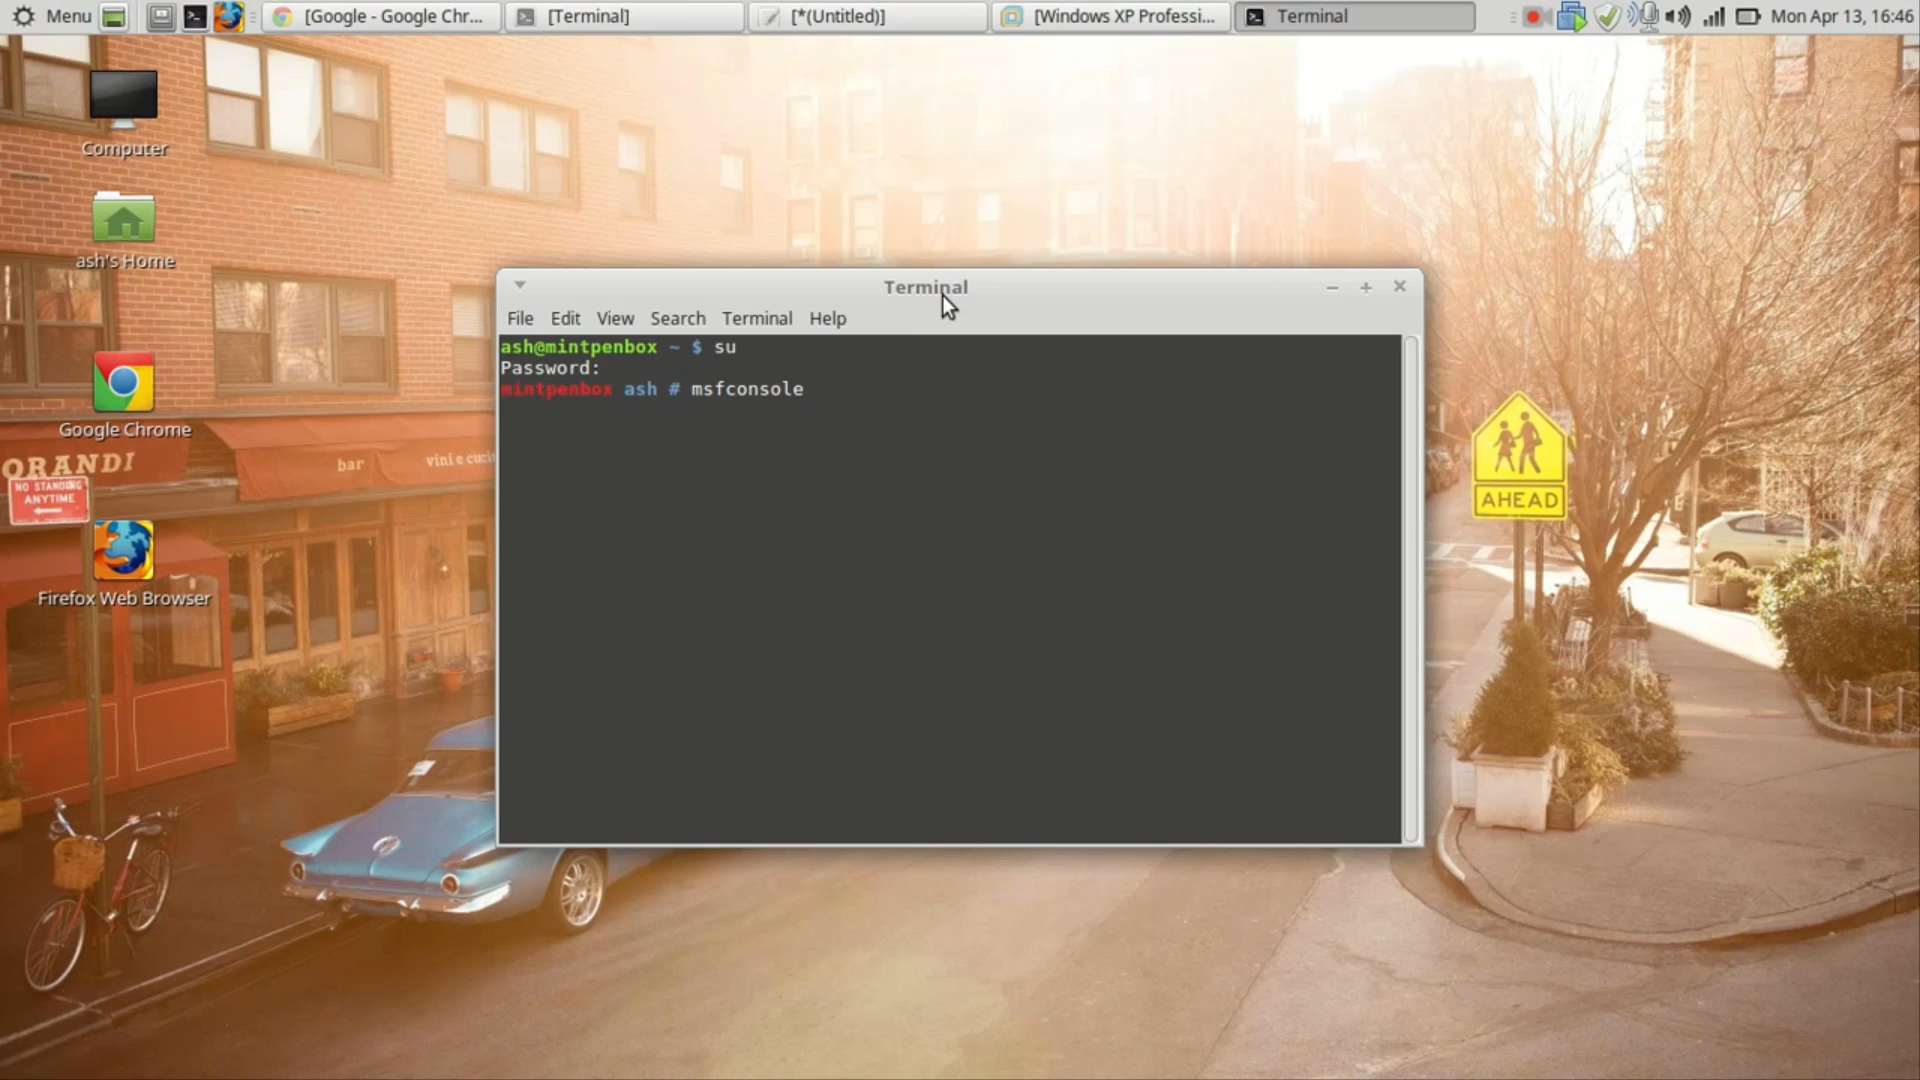 Menu
[Google - Google Chr...
[Terminal]
[*(Untitled)]
[Windows XP Professi...
Terminal
Mon Apr 13, 16:46
Computer
ash's Home
Google Chrome
Firefox Web Browser
Terminal
File Edit View Search Terminal Help
ash@mintpenbox ~ $ su
Password:
mintpenbox ash # msfconsole
ORANDI
bar
vini e cuci
NO STANDING
ANYTIME
AHEAD